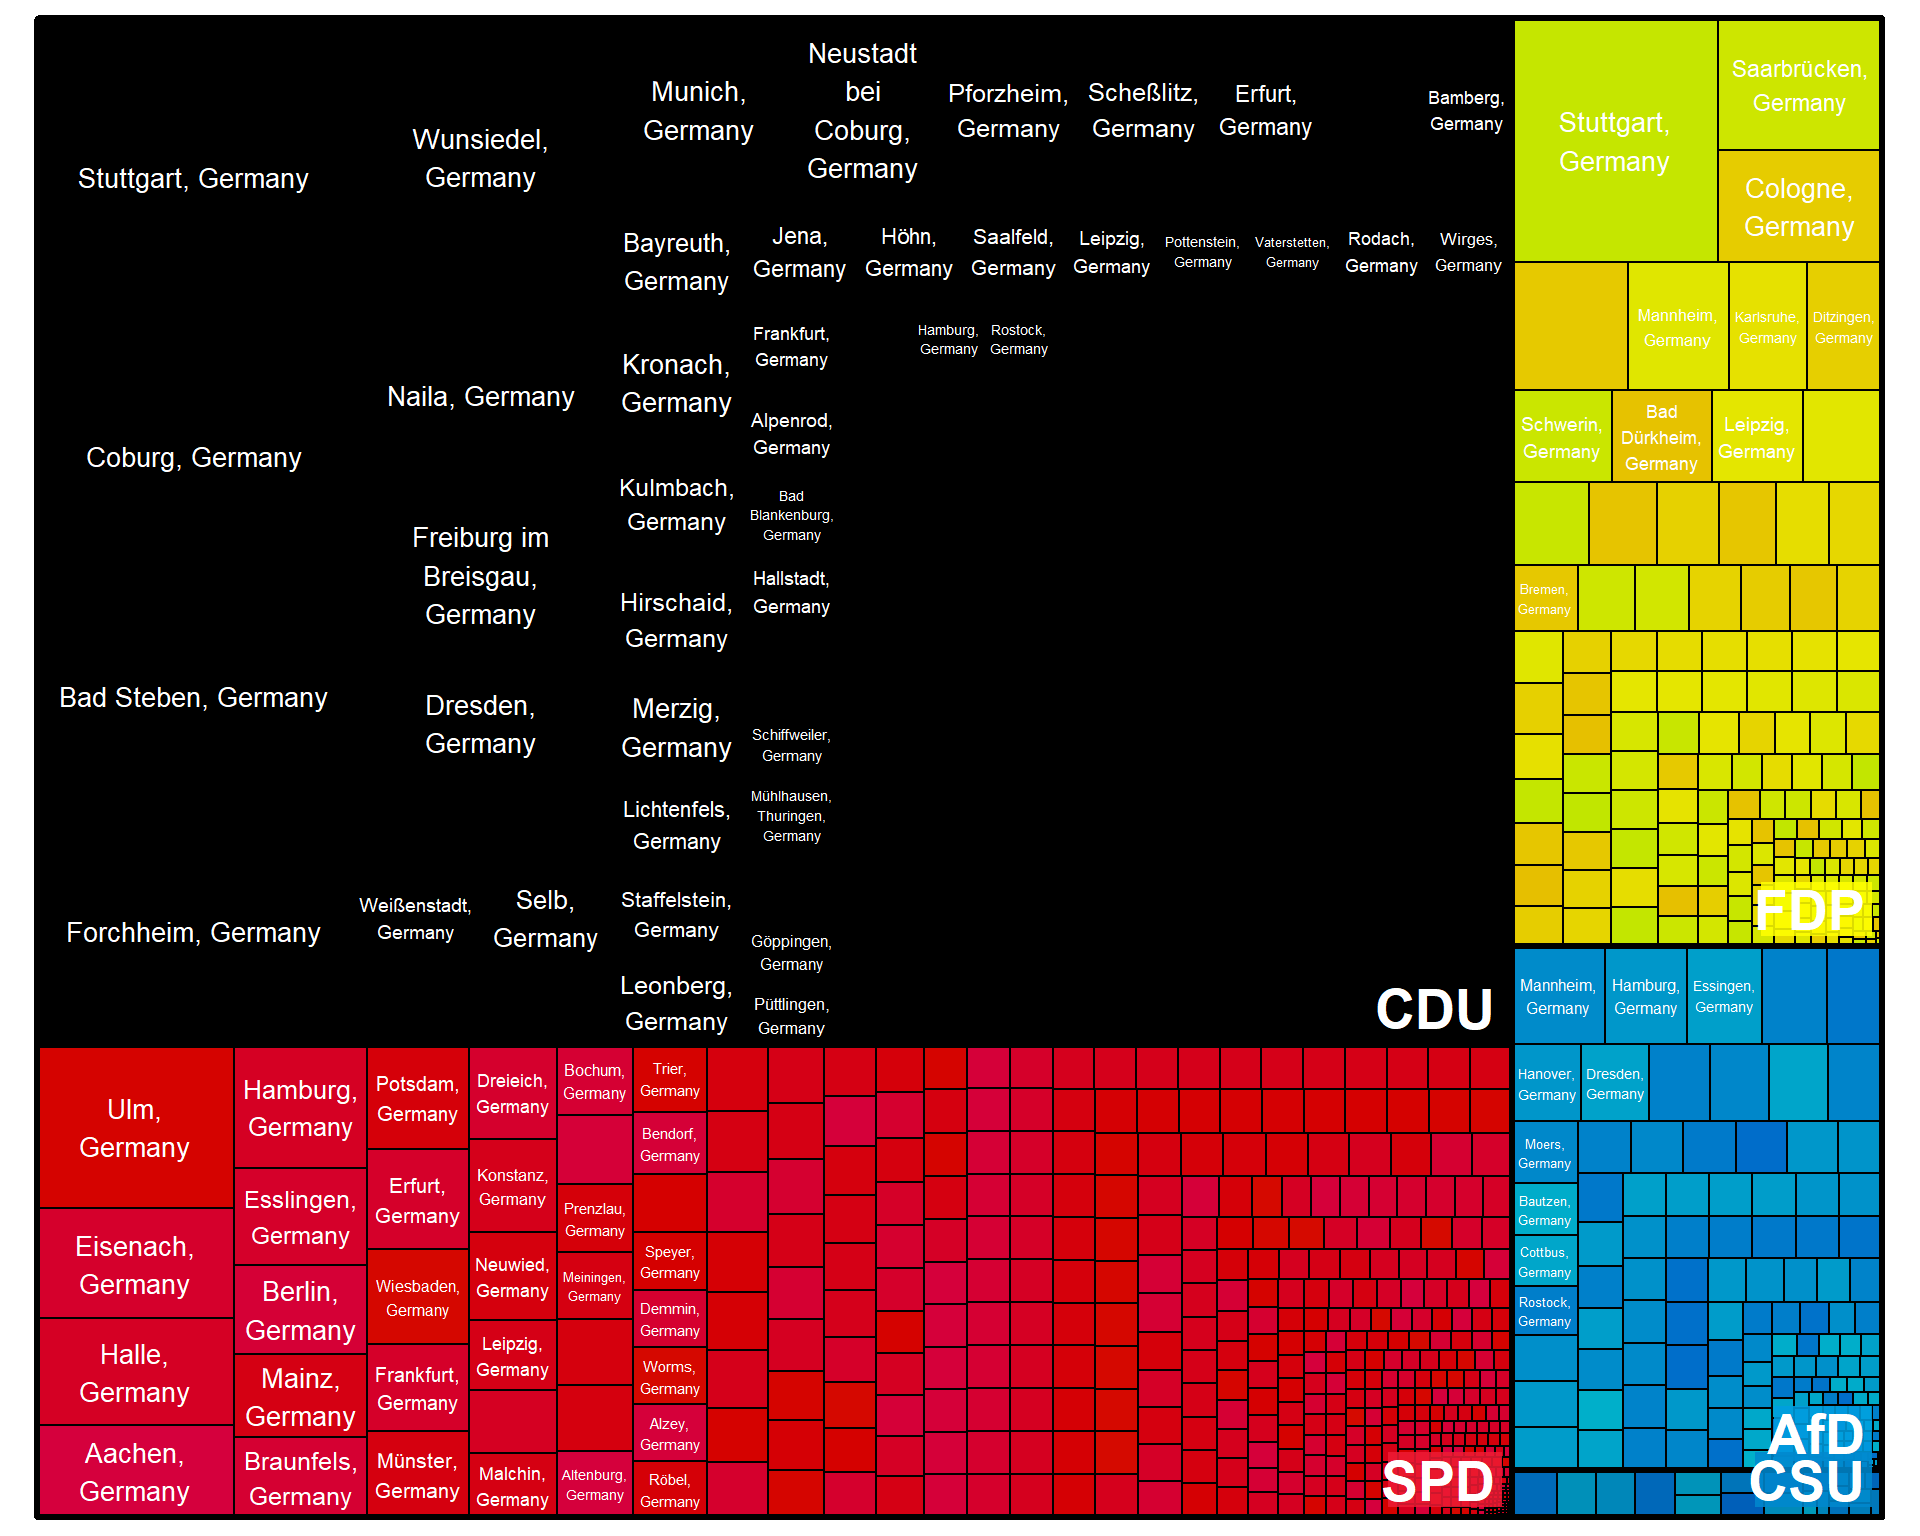 Stuttgart, Germany
Coburg, Germany
Bad Steben, Germany
Forchheim, Germany
Wunsiedel,
Germany
Naila, Germany
Freiburg im
Breisgau,
Germany
Dresden,
Germany
Weißenstadt,
Germany
Selb,
Germany
Munich,
Germany
Neustadt
bei
Coburg,
Germany
Pforzheim,
Germany
Scheßlitz,
Germany
Erfurt,
Germany
Bamberg,
Germany
Bayreuth,
Germany
Jena,
Germany
Höhn,
Germany
Saalfeld,
Germany
Leipzig,
Germany
Pottenstein,
Germany
Vaterstetten,
Germany
Rodach,
Germany
Wirges,
Germany
Kronach,
Germany
Frankfurt,
Germany
Hamburg,
Germany
Rostock,
Germany
Alpenrod,
Germany
Kulmbach,
Germany
Bad
Blankenburg,
Germany
Hirschaid,
Germany
Hallstadt,
Germany
Merzig,
Germany
Schiffweiler,
Germany
Lichtenfels,
Germany
Mühlhausen,
Thuringen,
Germany
Staffelstein,
Germany
Göppingen,
Germany
Leonberg,
Germany
Püttlingen,
Germany
CDU
Ulm,
Germany
Eisenach,
Germany
Halle,
Germany
Aachen,
Germany
Hamburg,
Germany
Esslingen,
Germany
Berlin,
Germany
Mainz,
Germany
Braunfels,
Germany
Potsdam,
Germany
Erfurt,
Germany
Wiesbaden,
Germany
Frankfurt,
Germany
Münster,
Germany
Dreieich,
Germany
Konstanz,
Germany
Neuwied,
Germany
Leipzig,
Germany
Malchin,
Germany
Bochum,
Germany
Prenzlau,
Germany
Meiningen,
Germany
Altenburg,
Germany
Trier,
Germany
Bendorf,
Germany
Speyer,
Germany
Demmin,
Germany
Worms,
Germany
Alzey,
Germany
Röbel,
Germany
SPD
Stuttgart,
Germany
Saarbrücken,
Germany
Cologne,
Germany
Mannheim,
Germany
Karlsruhe,
Germany
Ditzingen,
Germany
Schwerin,
Germany
Bad
Dürkheim,
Germany
Leipzig,
Germany
Bremen,
Germany
FDP
Mannheim,
Germany
Hamburg,
Germany
Essingen,
Germany
Hanover,
Germany
Dresden,
Germany
Moers,
Germany
Bautzen,
Germany
Cottbus,
Germany
Rostock,
Germany
AfD
CSU